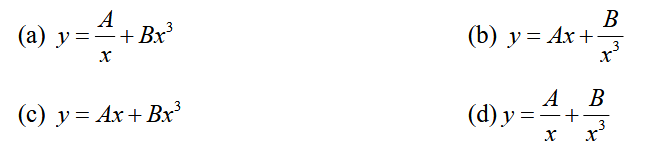 (a) y = A/x + Bx³ (b) y = Ax + B/x³
(c) y = Ax + Bx³ (d) y = A/x + B/x³